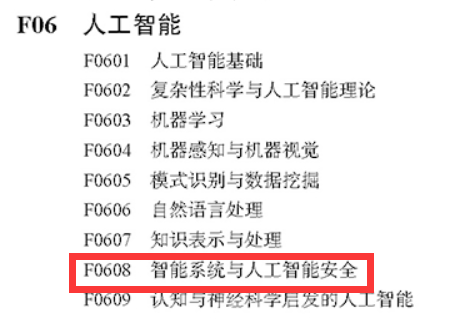 F06 人工智能
F0601 人工智能基础
F0602 复杂性科学与人工智能理论
F0603 机器学习
F0604 机器感知与机器视觉
F0605 模式识别与数据挖掘
F0606 自然语言处理
F0607 知识表示与处理
F0608 智能系统与人工智能安全
F0609 认知与神经科学启发的人工智能